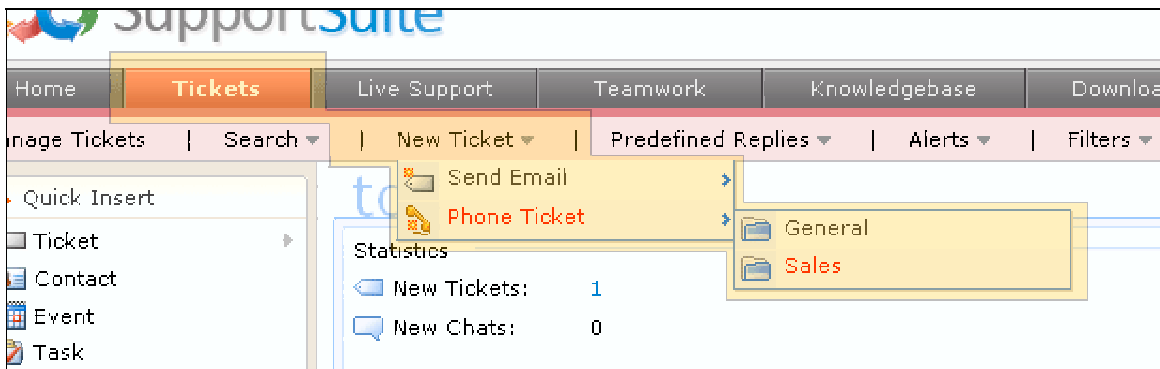 SupportSuite
Home Tickets Live Support Teamwork Knowledgebase Downloa
nage Tickets | Search | New Ticket | Predefined Replies | Alerts | Filters
Quick Insert
Send Email
Phone Ticket
Ticket
General
Contact
Statistics
Sales
New Tickets: 1
Event
New Chats: 0
Task